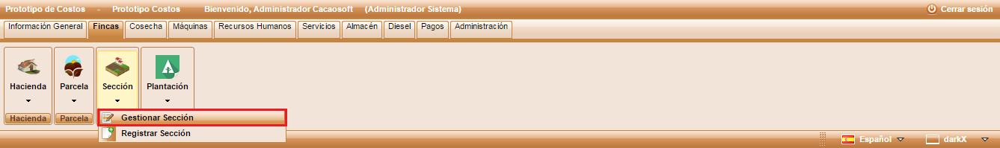 Prototipo de Costos - Prototipo Costos Bienvenido, Administrador Cacaosoft (Administrador Sistema) Cerrar sesión
Información General Fincas Cosecha Máquinas Recursos Humanos Servicios Almacén Diesel Pagos Administración
Hacienda Parcela Sección Plantación
Hacienda Parcela
Gestionar Sección
Registrar Sección
Español darkX